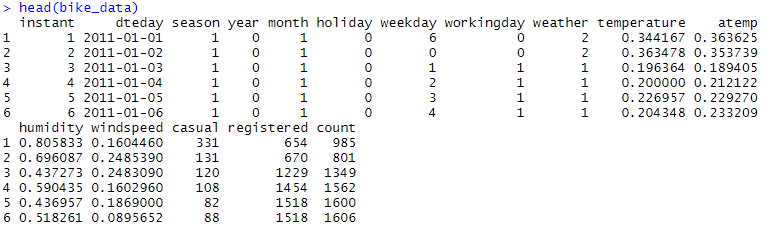 > head(bike_data)
  instant     dteday season year month holiday weekday workingday weather temperature    atemp
1       1 2011-01-01      1    0     1       0       6          0       2    0.344167 0.363625
2       2 2011-01-02      1    0     1       0       0          0       2    0.363478 0.353739
3       3 2011-01-03      1    0     1       0       1          1       1    0.196364 0.189405
4       4 2011-01-04      1    0     1       0       2          1       1    0.200000 0.212122
5       5 2011-01-05      1    0     1       0       3          1       1    0.226957 0.229270
6       6 2011-01-06      1    0     1       0       4          1       1    0.204348 0.233209
  humidity windspeed casual registered count
1 0.805833 0.1604460    331        654   985
2 0.696087 0.2485390    131        670   801
3 0.437273 0.2483090    120       1229  1349
4 0.590435 0.1602960    108       1454  1562
5 0.436957 0.1869000     82       1518  1600
6 0.518261 0.0895652     88       1518  1606